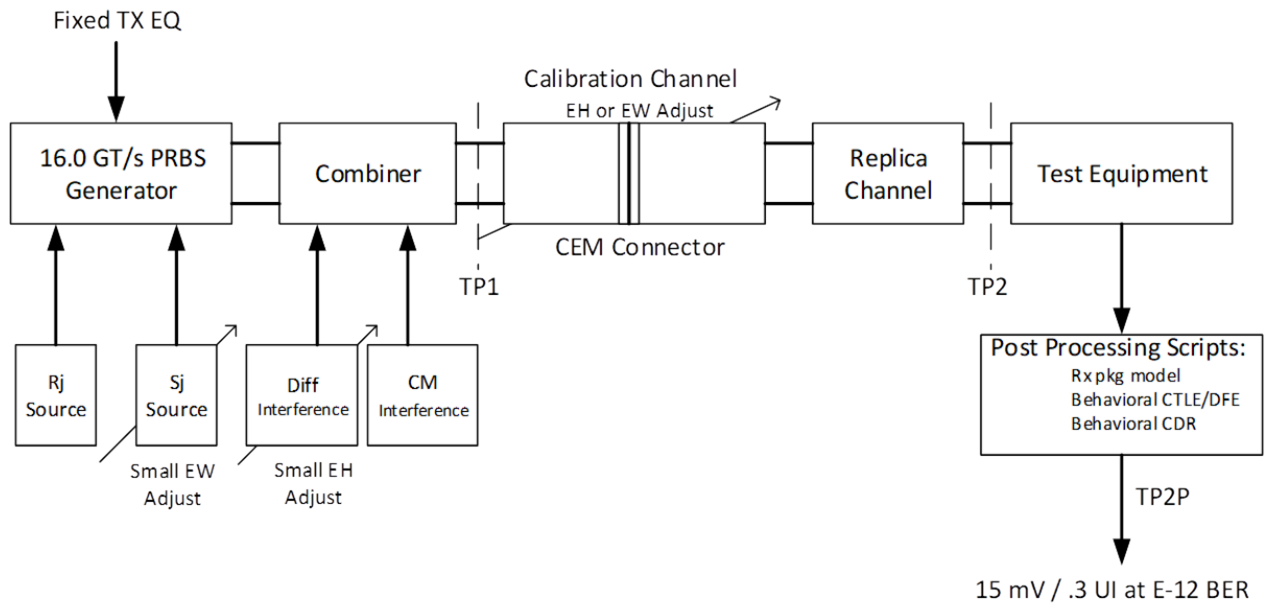 Fixed TX EQ
Calibration Channel
EH or EW Adjust
16.0 GT/s PRBS
Generator
Combiner
Replica
Channel
Test Equipment
CEM Connector
TP1
TP2
Rj
Source
Sj
Source
Diff
Interference
CM
Interference
Small EW
Adjust
Small EH
Adjust
Post Processing Scripts:
Rx pkg model
Behavioral CTLE/DFE
Behavioral CDR
TP2P
15 mV / .3 UI at E-12 BER